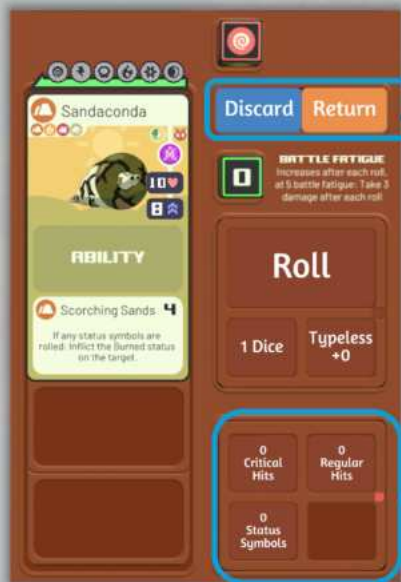 Sandaconda
10
8
ABILITY
Scorching Sands 4
If any status symbols are
rolled: Inflict the Burned status
on the target.
Discard Return
0
BATTLE FATIGUE
Increases after each roll,
at 5 battle fatigue: Take 3
damage after each roll
Roll
1 Dice
Typeless
+0
0
Critical
Hits
0
Regular
Hits
0
Status
Symbols